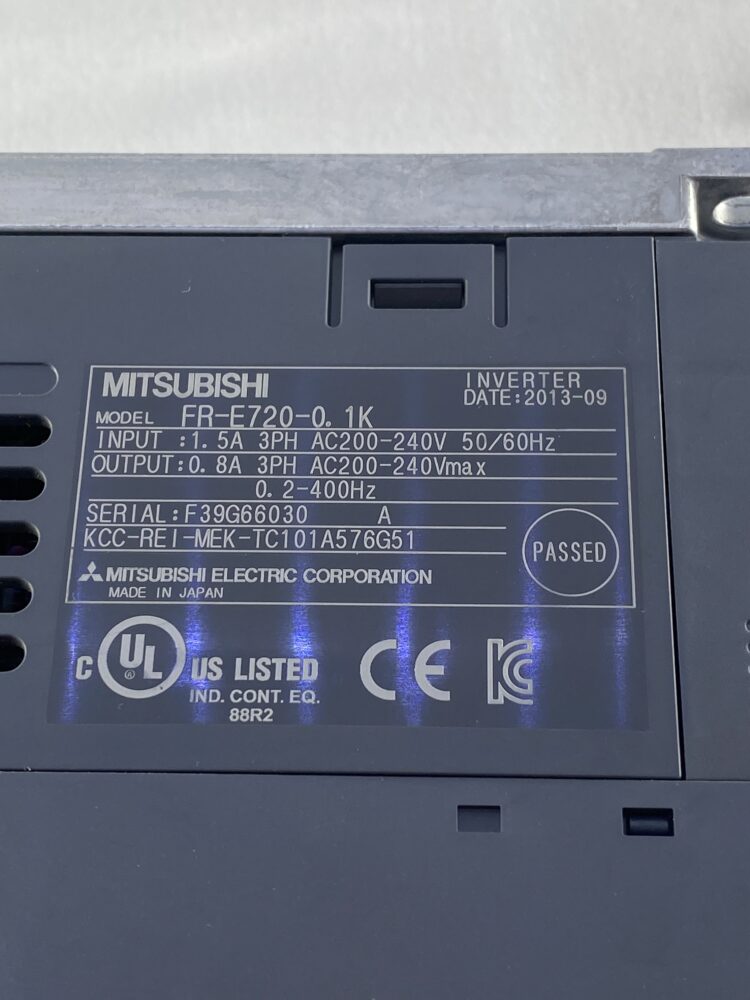 MITSUBISHI
INVERTER
DATE:2013-09
MODEL FR-E720-0.1K
INPUT :1.5A 3PH AC200-240V 50/60Hz
OUTPUT:0.8A 3PH AC200-240Vmax
0.2-400Hz
SERIAL:F39G66030 A
KCC-REI-MEK-TC101A576G51
PASSED
MITSUBISHI ELECTRIC CORPORATION
MADE IN JAPAN
C UL US LISTED
IND. CONT. EQ.
88R2
CE
KC